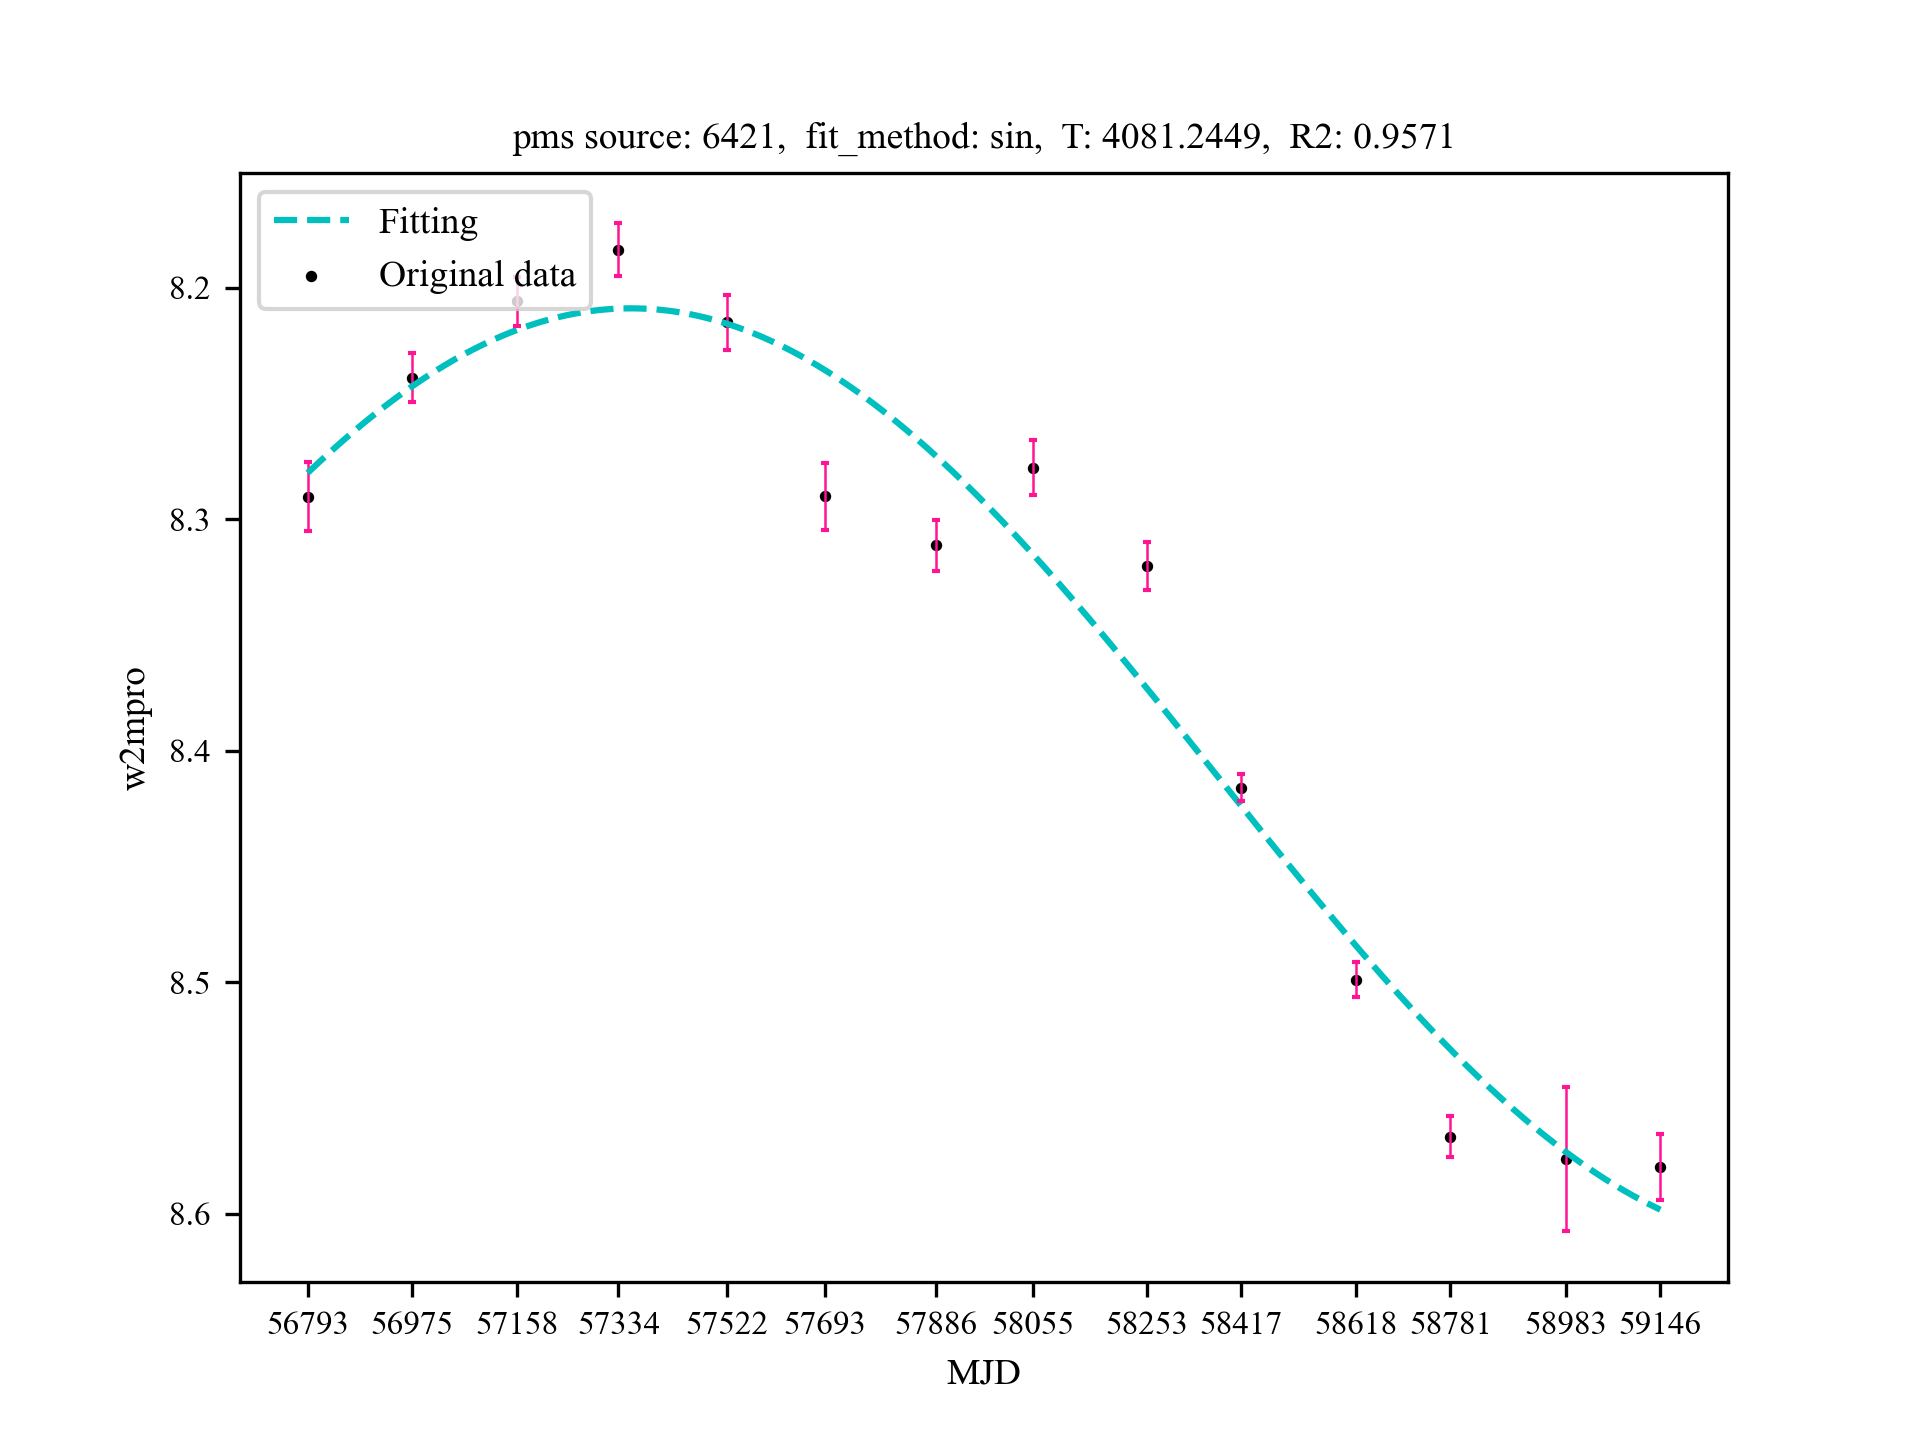 pms source: 6421,  fit_method: sin,  T: 4081.2449,  R2: 0.9571
Fitting
Original data
8.2
8.3
8.4
8.5
8.6
w2mpro
56793 56975 57158 57334 57522 57693 57886 58055 58253 58417 58618 58781 58983 59146
MJD